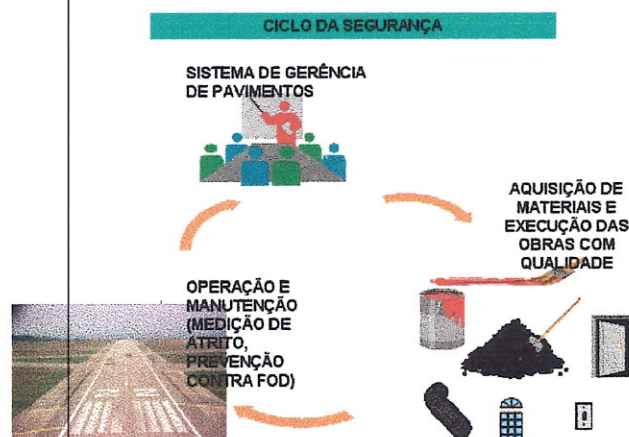 CICLO DA SEGURANÇA
SISTEMA DE GERÊNCIA
DE PAVIMENTOS
AQUISIÇÃO DE
MATERIAIS E
EXECUÇÃO DAS
OBRAS COM
QUALIDADE
OPERAÇÃO E
MANUTENÇÃO
(MEDIÇÃO DE
ATRITO,
PREVENÇÃO
CONTRA FOD)